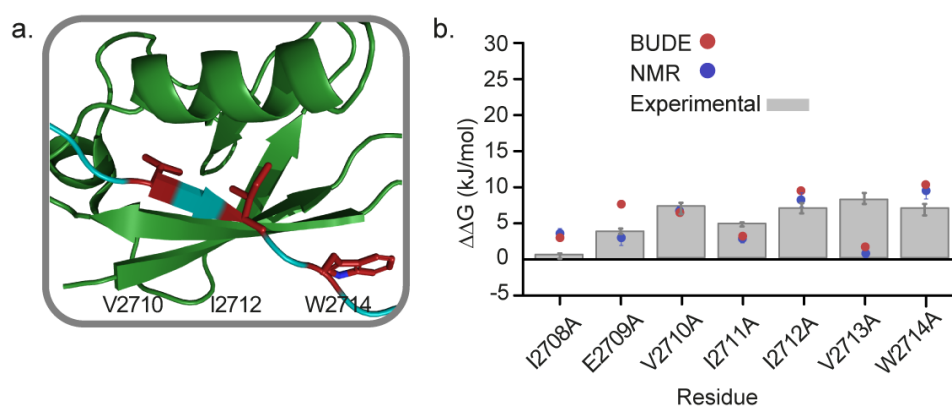 a.
V2710 I2712 W2714
b.
30
25
20
15
10
5
0
-5
ΔΔG (kJ/mol)
BUDE
NMR
Experimental
I2708A
E2709A
V2710A
I2711A
I2712A
V2713A
W2714A
Residue